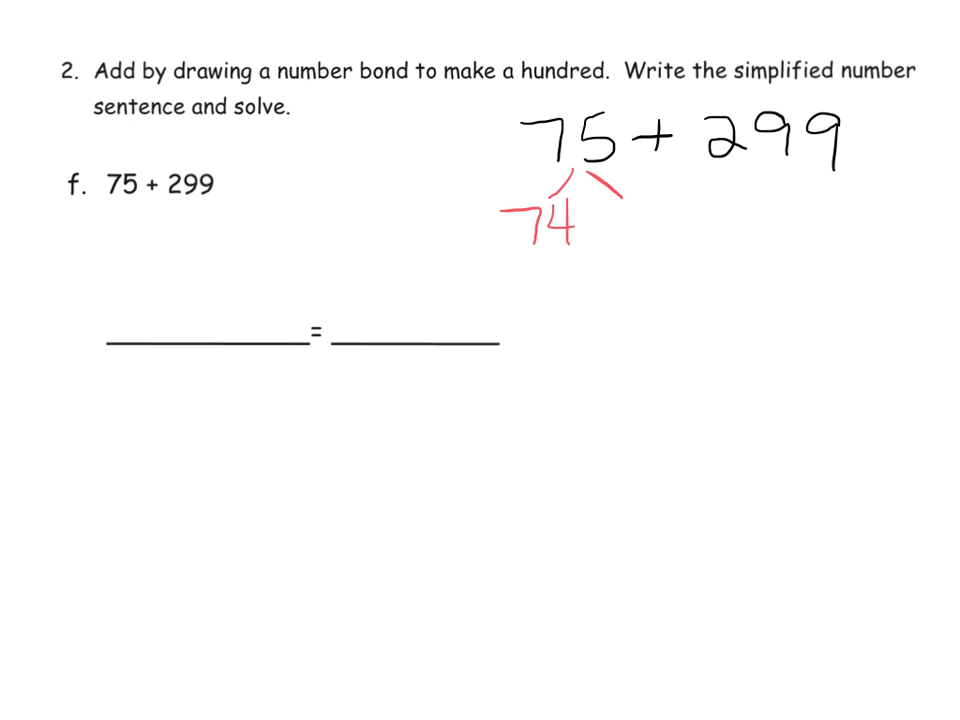 2. Add by drawing a number bond to make a hundred. Write the simplified number
sentence and solve.
75 + 299
f. 75 + 299
74
=